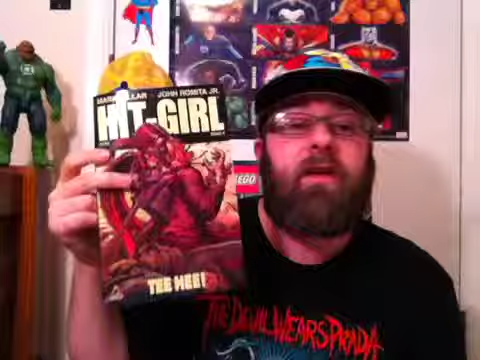 MARK MILLAR · JOHN ROMITA JR.
HIT-GIRL
TEE HEE!
LEGO
THE DEVIL WEARS PRADA